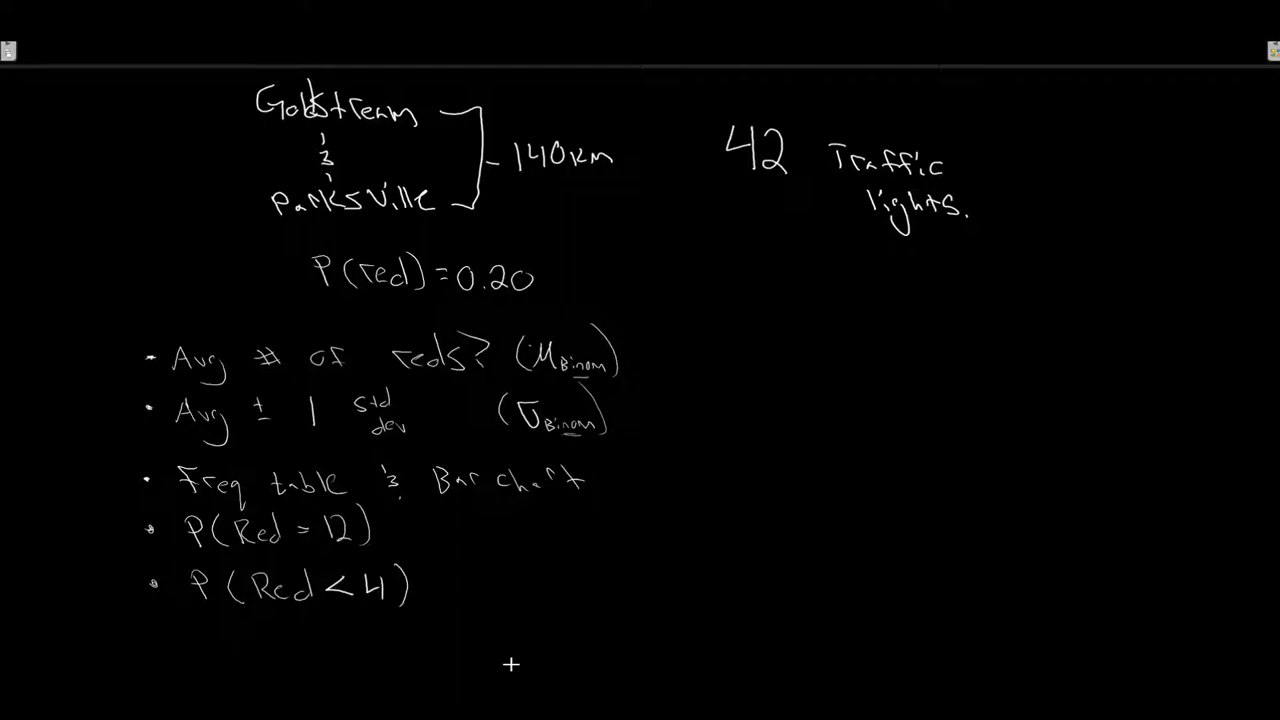 Goldstream
&
Parksville
140km
42 Traffic
lights.
P(red) = 0.20
• Avg # of reds? (μBinom)
• Avg ± 1 std dev (σBinom)
• Freq table & Bar chart
• P(Red = 12)
• P(Red < 4)